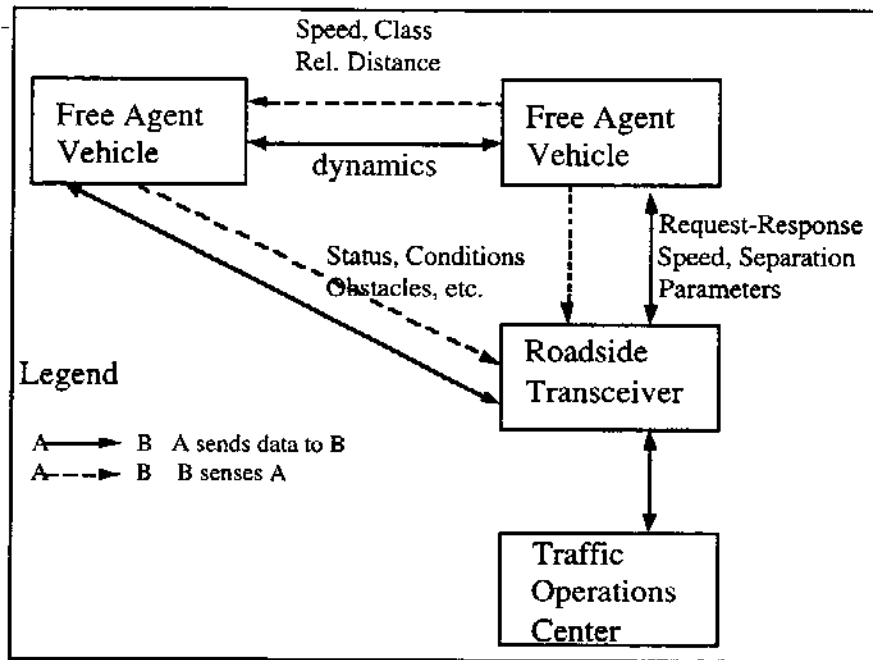 Speed, Class
Rel. Distance
Free Agent
Vehicle
Free Agent
Vehicle
dynamics
Request-Response
Speed, Separation
Parameters
Status, Conditions
Obstacles, etc.
Roadside
Transceiver
Legend
A B A sends data to B
A B B senses A
Traffic
Operations
Center